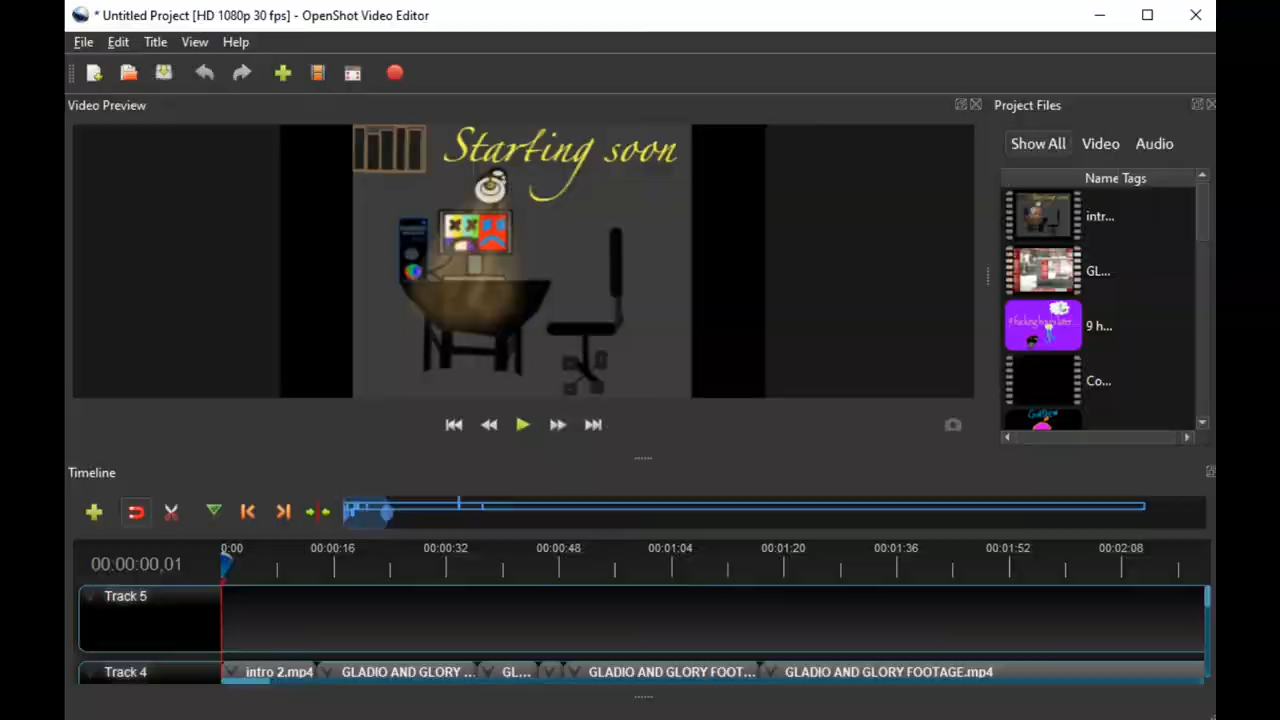 * Untitled Project [HD 1080p 30 fps] - OpenShot Video Editor
File Edit Title View Help
Video Preview
Project Files
Starting soon
Show All Video Audio
Name Tags
intr...
GL...
9 fucking hours later...
9 h...
Co...
Timeline
0:00 00:00:16 00:00:32 00:00:48 00:01:04 00:01:20 00:01:36 00:01:52 00:02:08
00:00:00,01
Track 5
Track 4 intro 2.mp4 GLADIO AND GLORY ... GL... GLADIO AND GLORY FOOT... GLADIO AND GLORY FOOTAGE.mp4